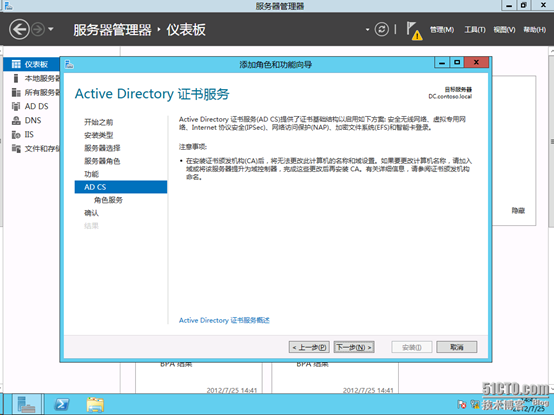 服务器管理器
服务器管理器 · 仪表板
管理(M) 工具(T) 视图(V) 帮助(H)
仪表板
本地服务器
所有服务器
AD DS
DNS
IIS
文件和存储
添加角色和功能向导
Active Directory 证书服务
目标服务器
DC.contoso.local
开始之前
安装类型
服务器选择
服务器角色
功能
AD CS
角色服务
确认
结果
Active Directory 证书服务(AD CS)提供了证书基础结构以启用如下方案: 安全无线网络、虚拟专用网
络、Internet 协议安全(IPSec)、网络访问保护(NAP)、加密文件系统(EFS)和智能卡登录。
注意事项:
• 在安装证书颁发机构(CA)后，将无法更改此计算机的名称和域设置。如果要更改计算机名称，请加入
域或将该服务器提升为域控制器，完成这些更改后再安装 CA。有关详细信息，请参阅证书颁发机构
命名。
Active Directory 证书服务概述
< 上一步(P) 下一步(N) > 安装(I) 取消
隐藏
BPA 结果
BPA 结果
2012/7/25 14:41
2012/7/25 14:41
51CTO.com
技术博客 Blog
2012/7/25